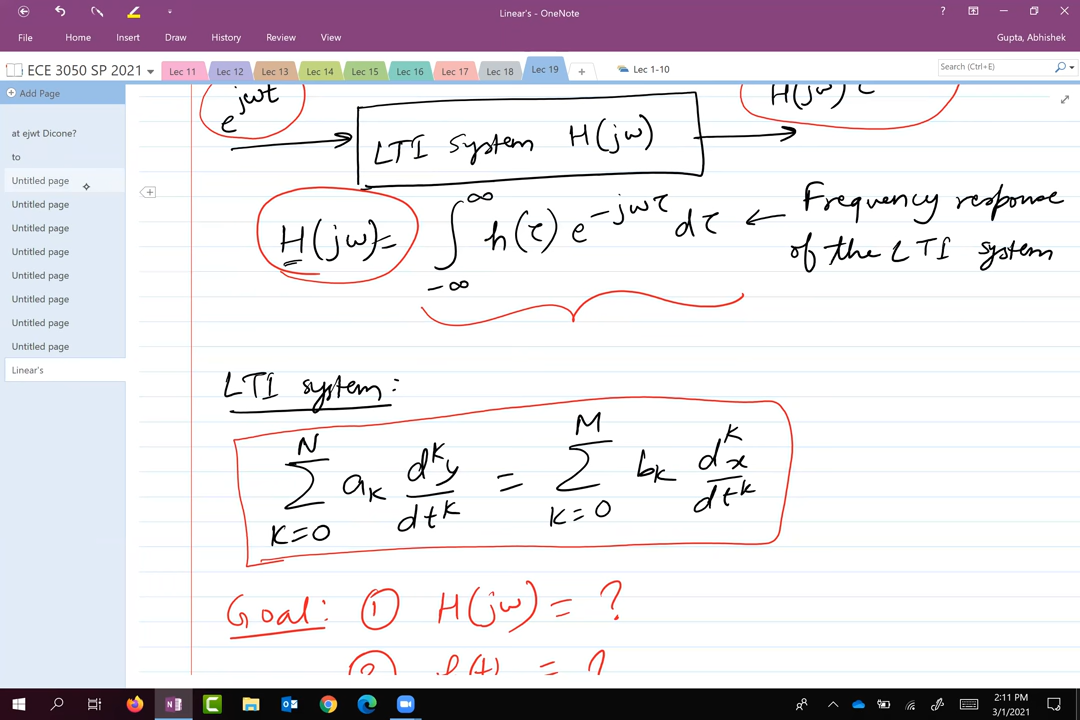 Linear's - OneNote
File Home Insert Draw History Review View
Gupta, Abhishek
ECE 3050 SP 2021
Lec 11 Lec 12 Lec 13 Lec 14 Lec 15 Lec 16 Lec 17 Lec 18 Lec 19 + Lec 1-10
Search (Ctrl+E)
Add Page
at ejwt Dicone?
to
Untitled page
Untitled page
Untitled page
Untitled page
Untitled page
Untitled page
Untitled page
Untitled page
Linear's
e^{jωt}
LTI system H(jω)
H(jω) = ∫_{-∞}^{∞} h(τ) e^{-jωτ} dτ ← Frequency response
of the LTI system
LTI system:
∑_{k=0}^{N} a_k d^k y / dt^k = ∑_{k=0}^{M} b_k d^k x / dt^k
Goal: ① H(jω) = ?
2:11 PM
3/1/2021